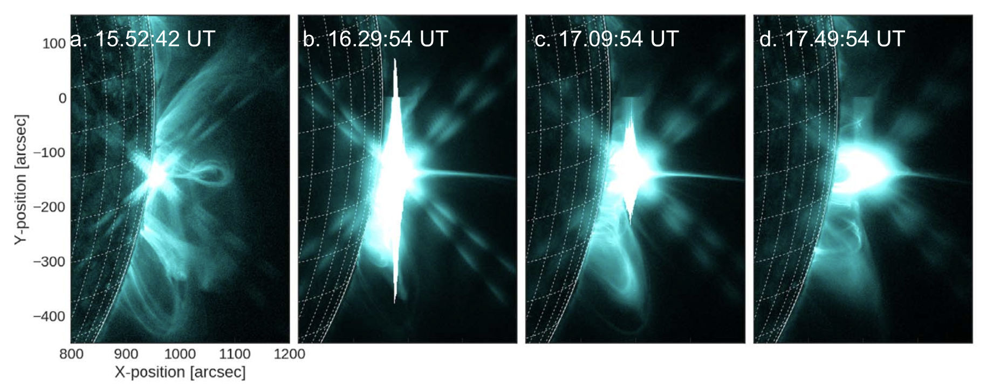 a. 15.52:42 UT
b. 16.29:54 UT
c. 17.09:54 UT
d. 17.49:54 UT
100
0
−100
−200
−300
−400
Y-position [arcsec]
800 900 1000 1100 1200
X-position [arcsec]